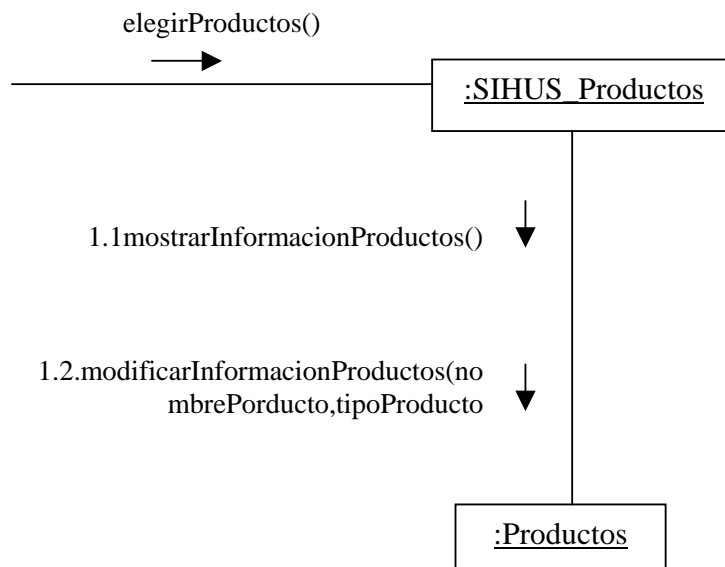 elegirProductos()
:SIHUS_Productos
1.1mostrarInformacionProductos()
1.2.modificarInformacionProductos(no
mbrePorducto,tipoProducto
:Productos